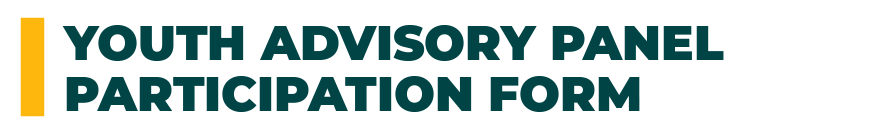 YOUTH ADVISORY PANEL
PARTICIPATION FORM